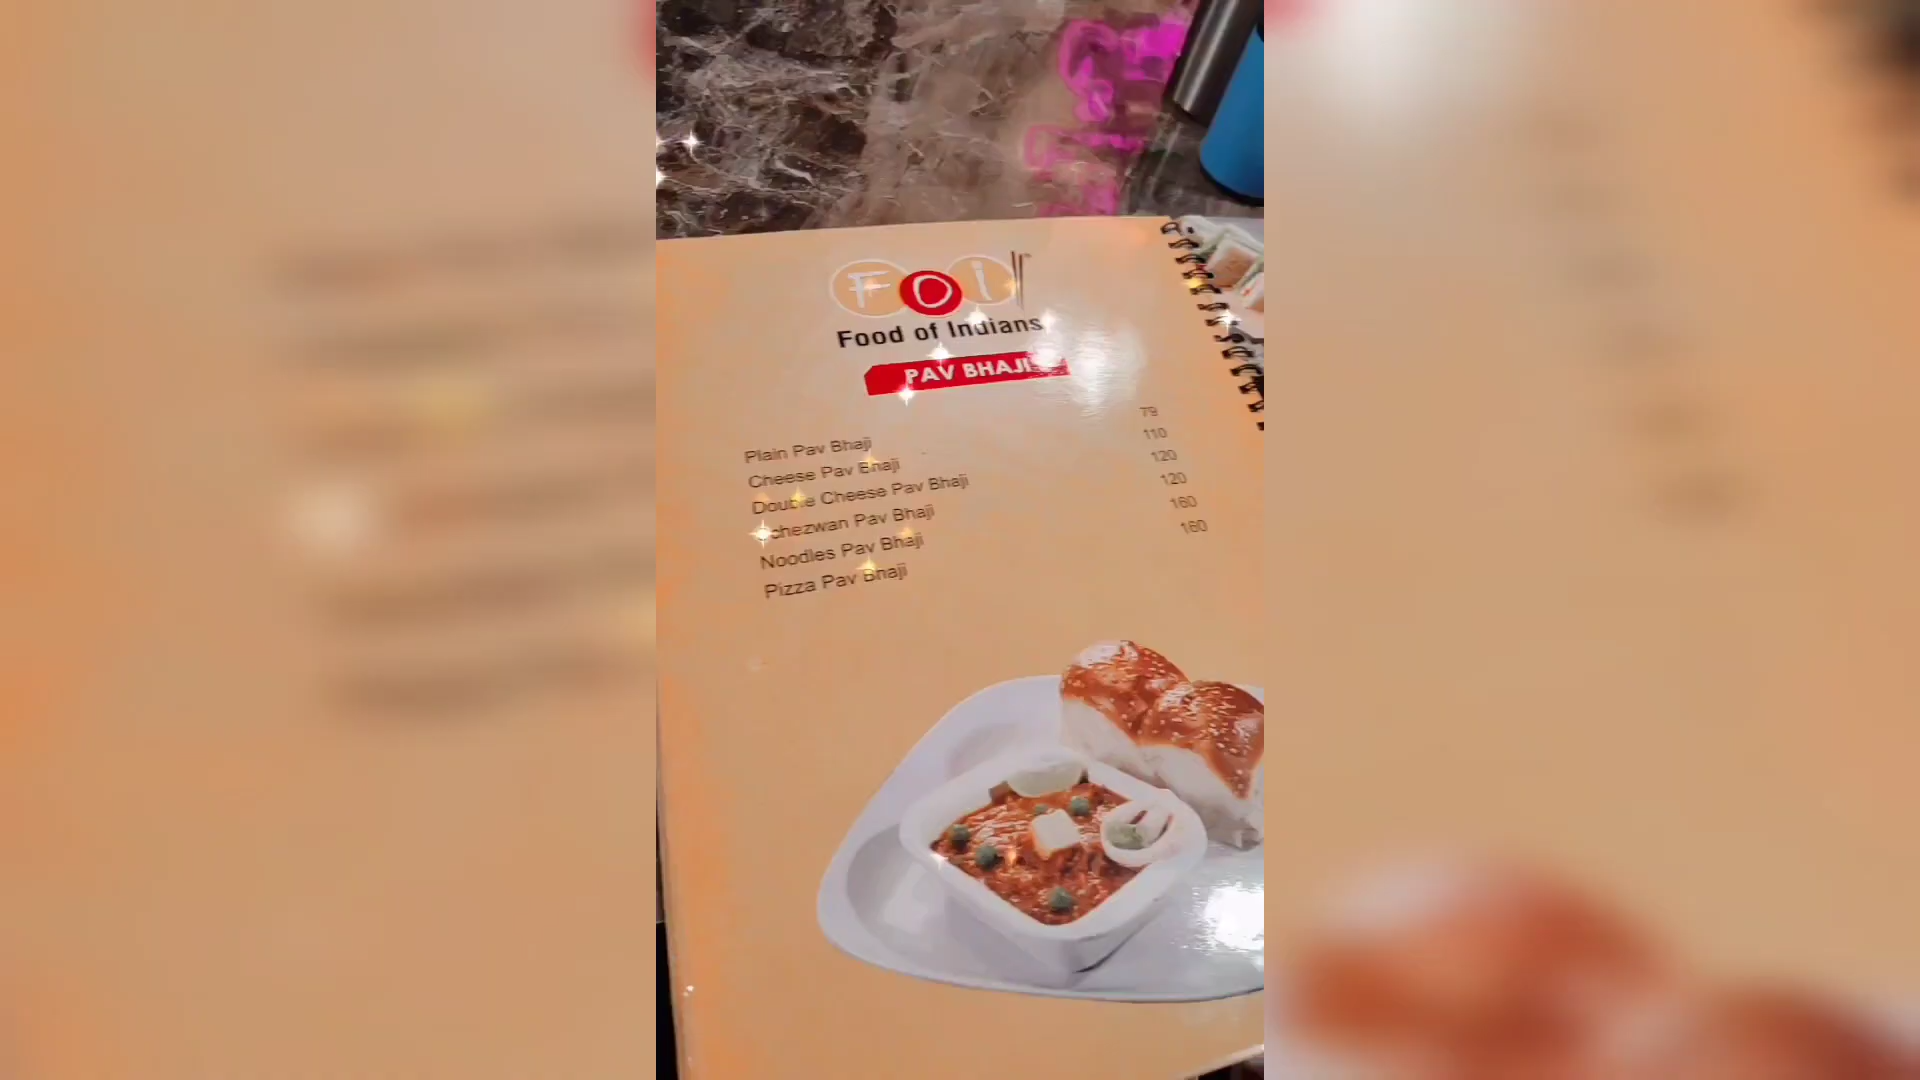 FOi
Food of Indians
PAV BHAJI
Plain Pav Bhaji 79
Cheese Pav Bhaji 110
Double Cheese Pav Bhaji 120
Schezwan Pav Bhaji 120
Noodles Pav Bhaji 160
Pizza Pav Bhaji 160